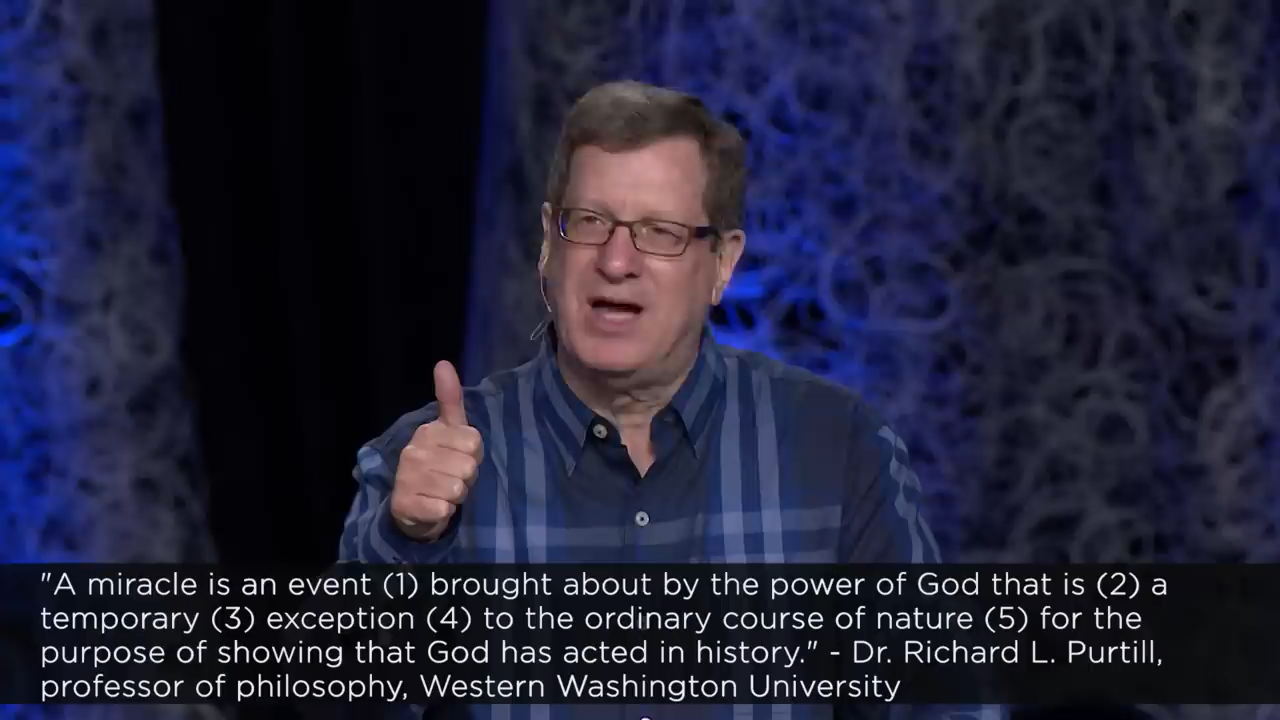 "A miracle is an event (1) brought about by the power of God that is (2) a
temporary (3) exception (4) to the ordinary course of nature (5) for the
purpose of showing that God has acted in history." - Dr. Richard L. Purtill,
professor of philosophy, Western Washington University